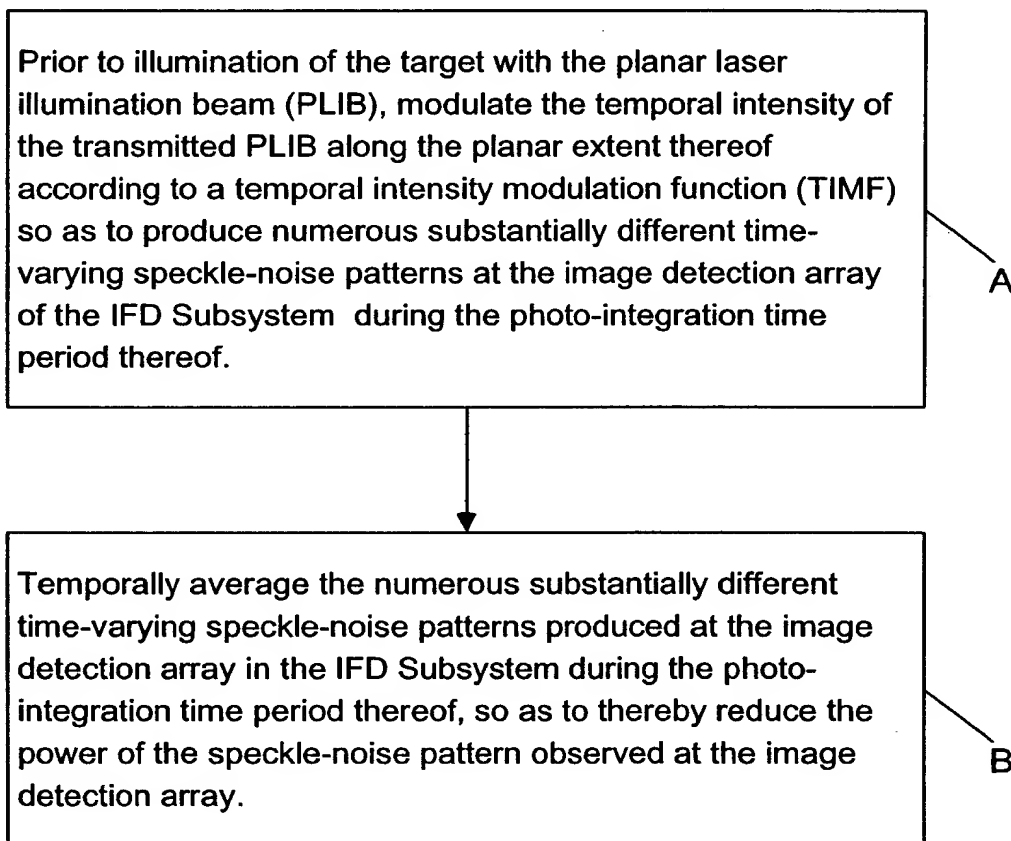 Prior to illumination of the target with the planar laser
illumination beam (PLIB), modulate the temporal intensity of
the transmitted PLIB along the planar extent thereof
according to a temporal intensity modulation function (TIMF)
so as to produce numerous substantially different time-
varying speckle-noise patterns at the image detection array
of the IFD Subsystem during the photo-integration time
period thereof.
A
Temporally average the numerous substantially different
time-varying speckle-noise patterns produced at the image
detection array in the IFD Subsystem during the photo-
integration time period thereof, so as to thereby reduce the
power of the speckle-noise pattern observed at the image
detection array.
B